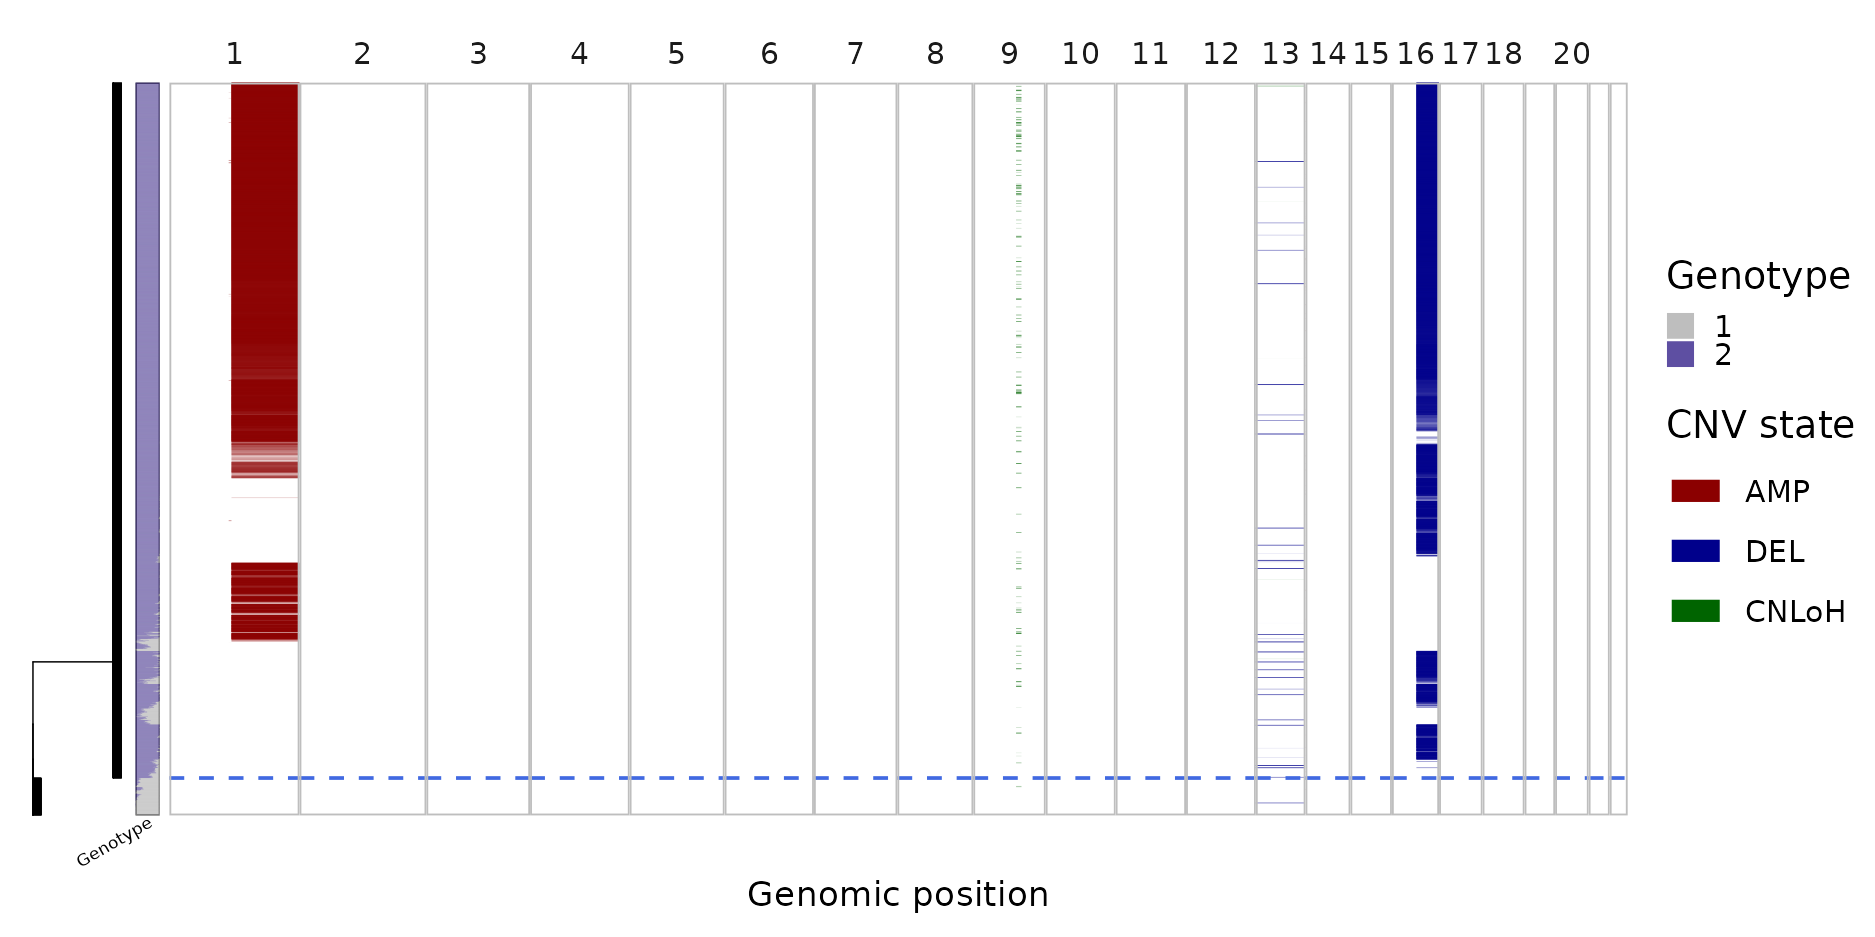 1 2 3 4 5 6 7 8 9 10 11 12 13 14 15 16 17 18 20
Genotype
1
2
CNV state
AMP
DEL
CNLoH
Genotype
Genomic position